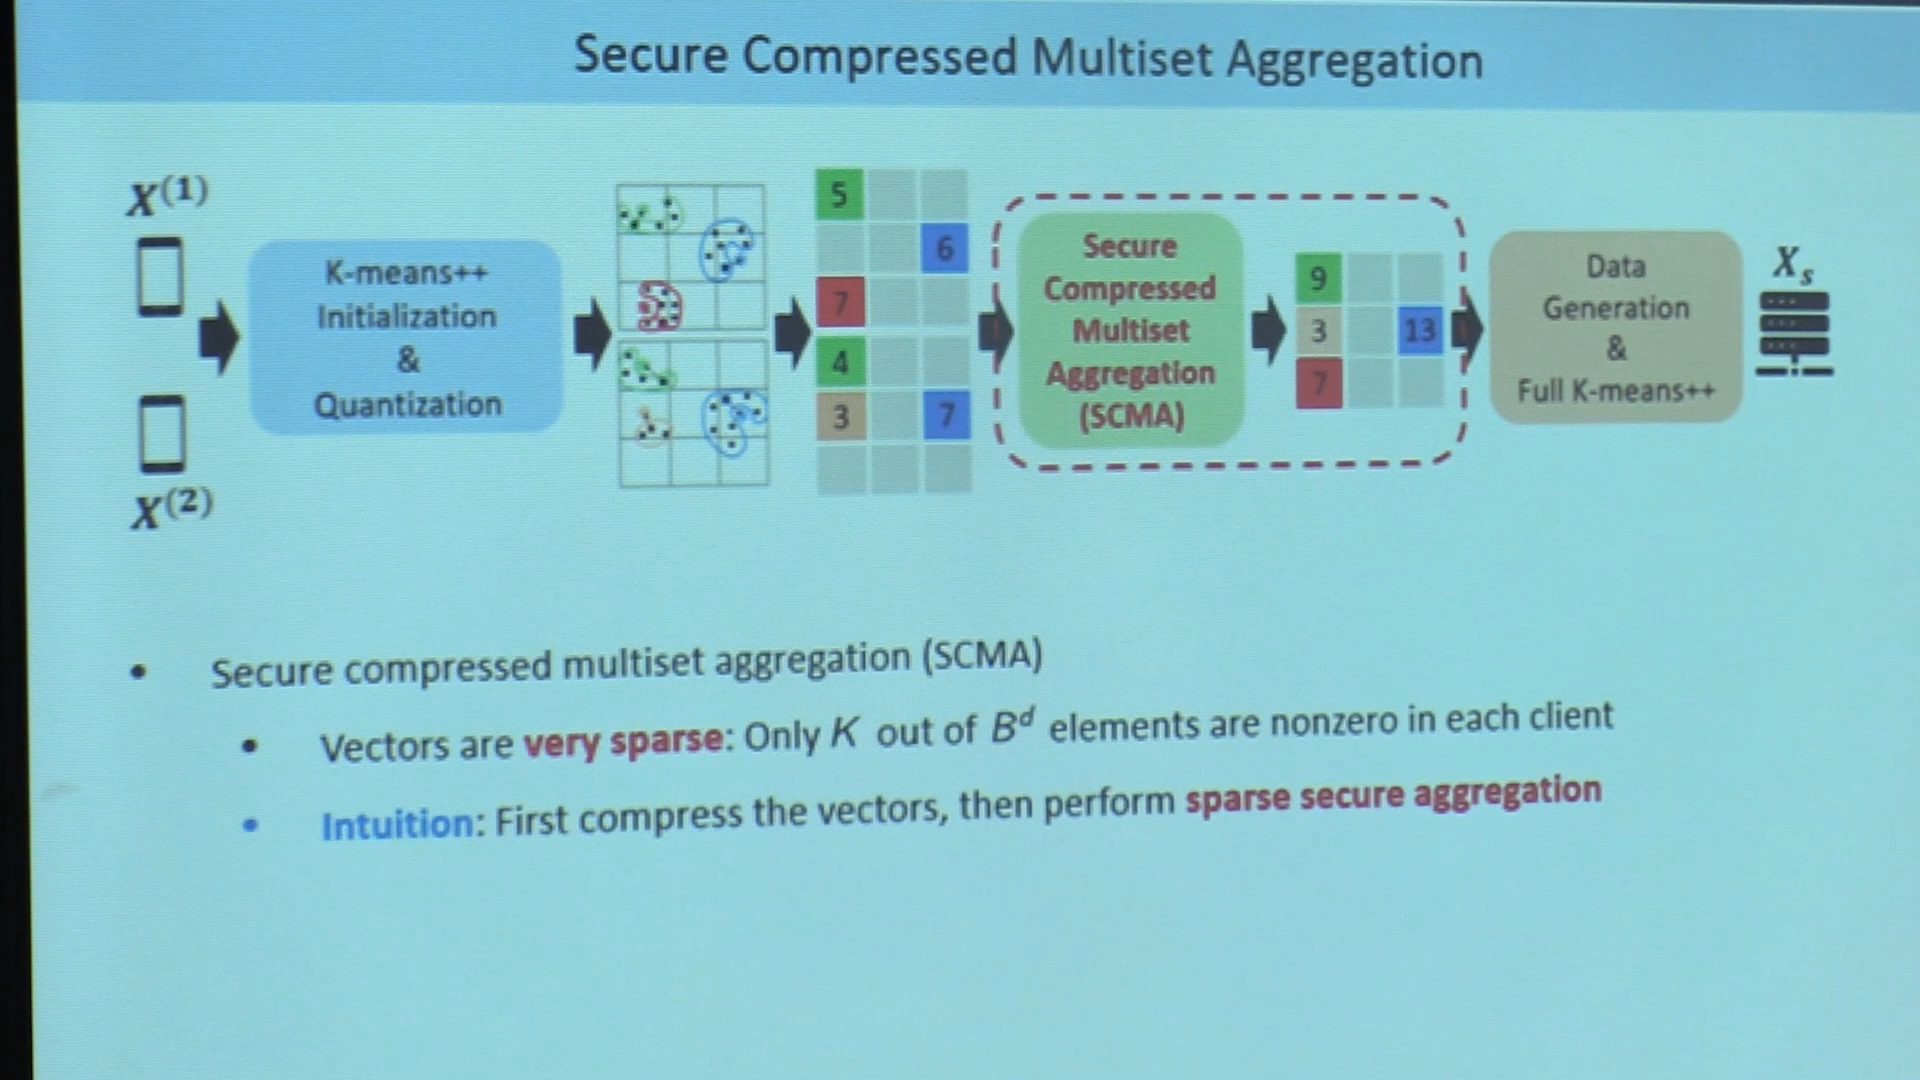 Secure Compressed Multiset Aggregation
X(1)
X(2)
K-means++
Initialization
&
Quantization
5
6
7
4
3 7
Secure
Compressed
Multiset
Aggregation
(SCMA)
9
3 13
7
Data
Generation
&
Full K-means++
Xs
• Secure compressed multiset aggregation (SCMA)
• Vectors are very sparse: Only K out of Bd elements are nonzero in each client
• Intuition: First compress the vectors, then perform sparse secure aggregation